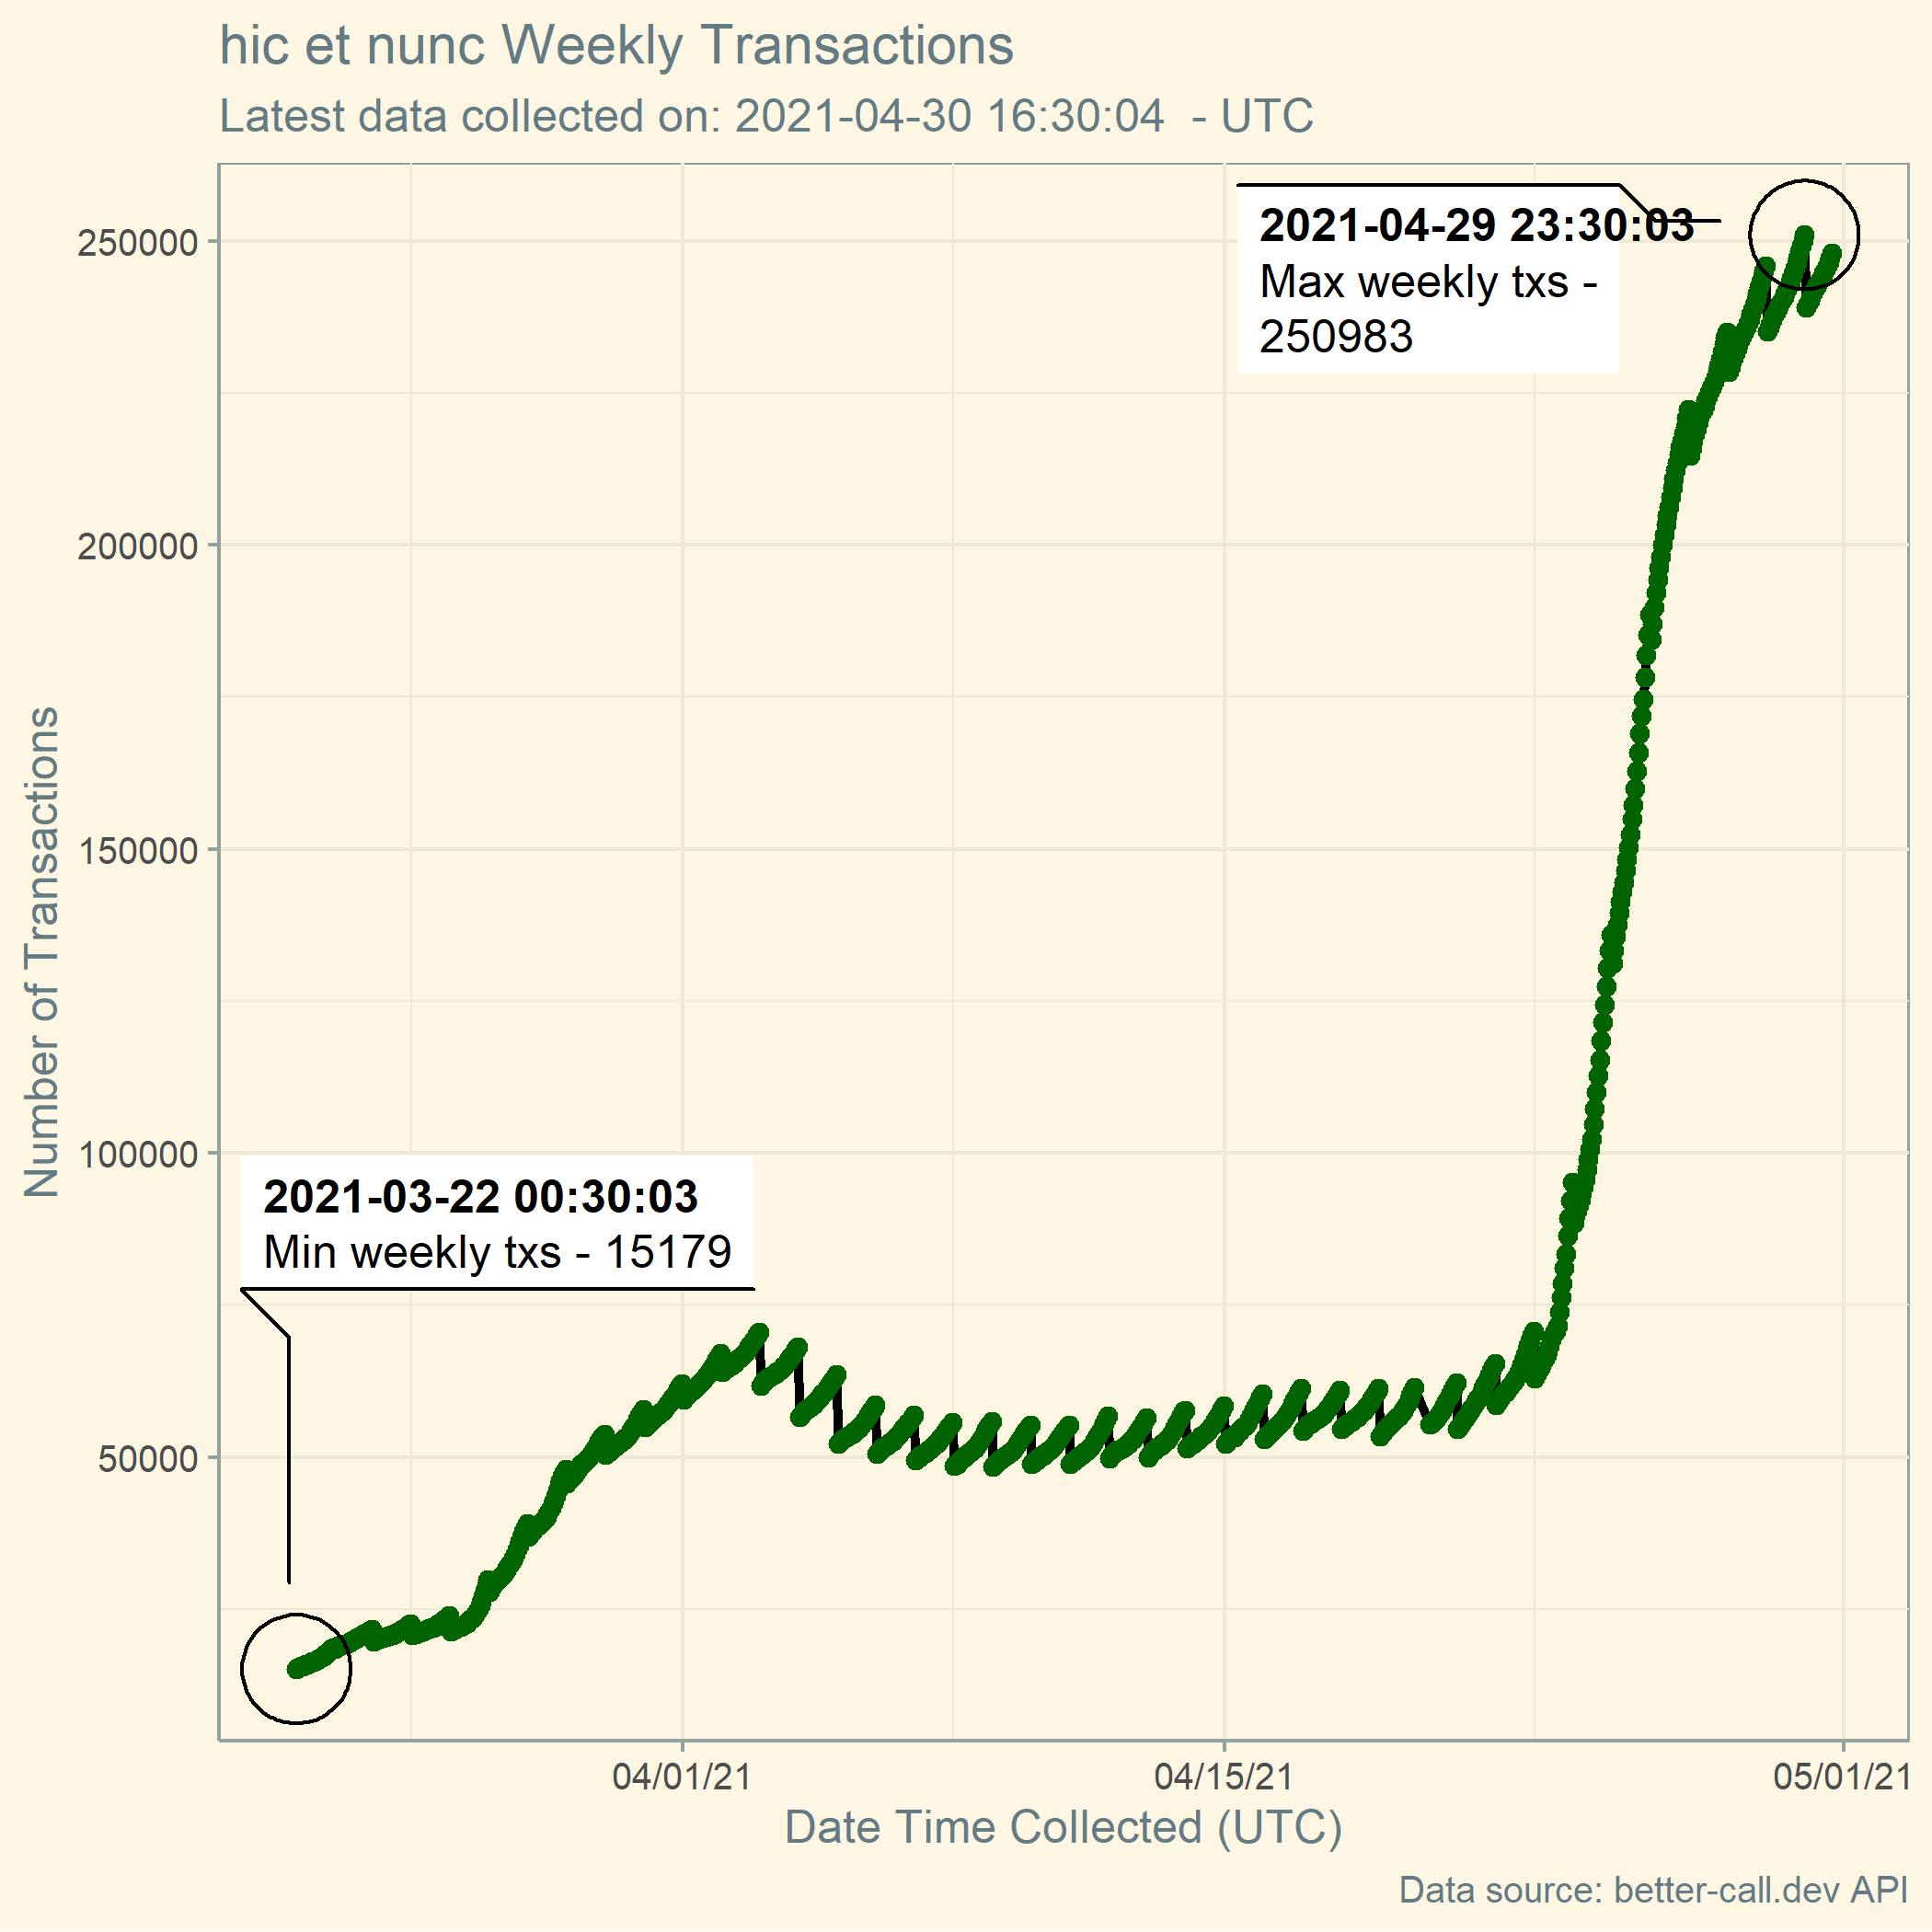 hic et nunc Weekly Transactions
Latest data collected on: 2021-04-30 16:30:04  - UTC
2021-04-29 23:30:03
Max weekly txs -
250983
250000
200000
150000
100000
50000
Number of Transactions
2021-03-22 00:30:03
Min weekly txs - 15179
04/01/21
04/15/21
05/01/21
Date Time Collected (UTC)
Data source: better-call.dev API